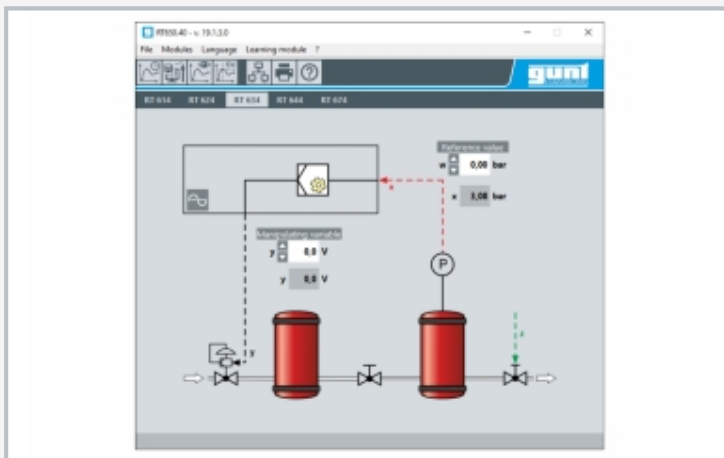 RT650.40 - v. 19.1.3.0
File Modules Language Learning module ?
gunt
RT 614 RT 624 RT 634 RT 644 RT 674
Reference value
w 0,00 bar
x
x 3,08 bar
Manipulating variable
y 0,0 V
P
y 0,0 V
z
y